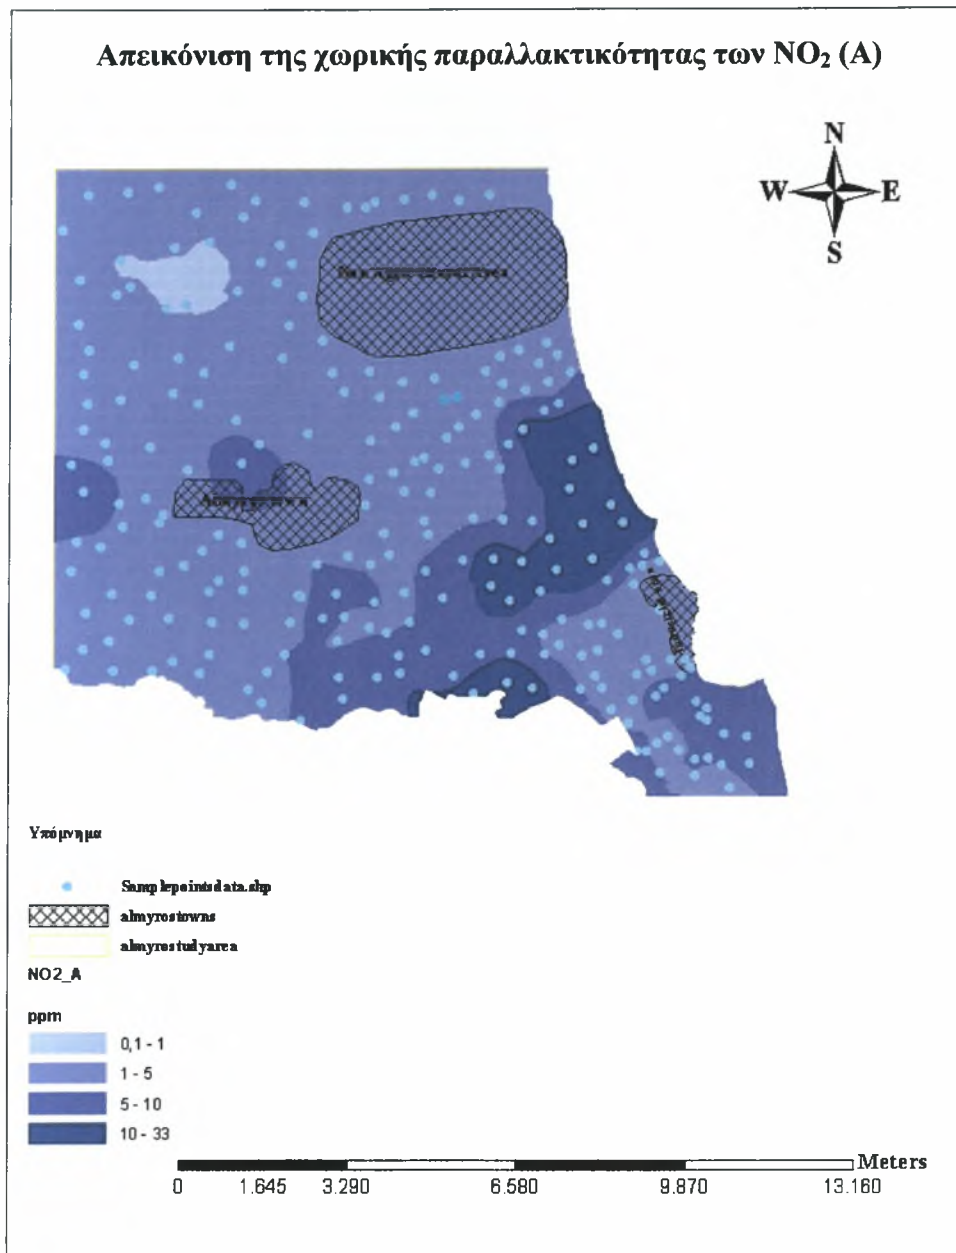 Απεικόνιση της χωρικής παραλλακτικότητας των NO₂ (A)
N
W E
S
Υπόμνημα
Samplepointsdata.shp
almyrostowns
almyrostudyarea
NO2_A
ppm
0,1 - 1
1 - 5
5 - 10
10 - 33
Meters
0 1.645 3.290 6.580 9.870 13.160